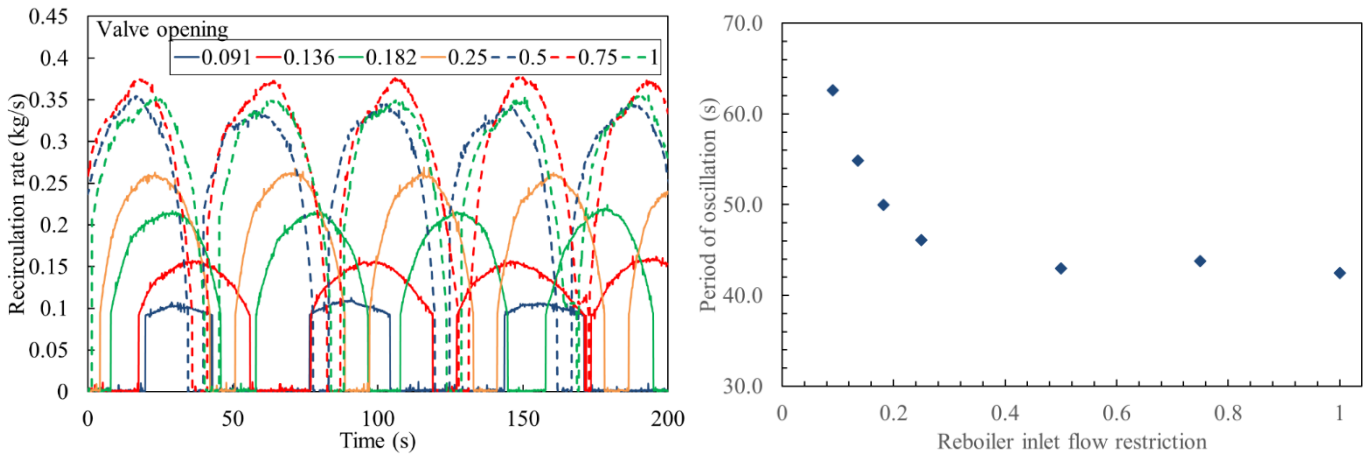 Valve opening
0.091 0.136 0.182 0.25 0.5 0.75 1
0.45
0.4
0.35
0.3
0.25
0.2
0.15
0.1
0.05
0
Recirculation rate (kg/s)
0 50 100 150 200
Time (s)
70.0
60.0
50.0
40.0
30.0
Period of oscillation (s)
0 0.2 0.4 0.6 0.8 1
Reboiler inlet flow restriction